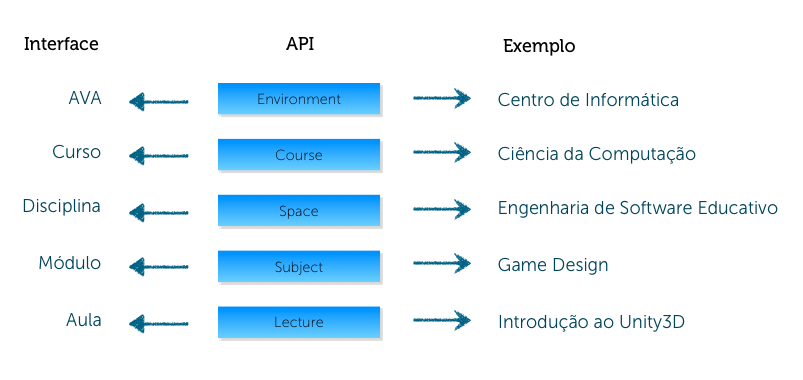 Interface API Exemplo
AVA Environment Centro de Informática
Curso Course Ciência da Computação
Disciplina Space Engenharia de Software Educativo
Módulo Subject Game Design
Aula Lecture Introdução ao Unity3D